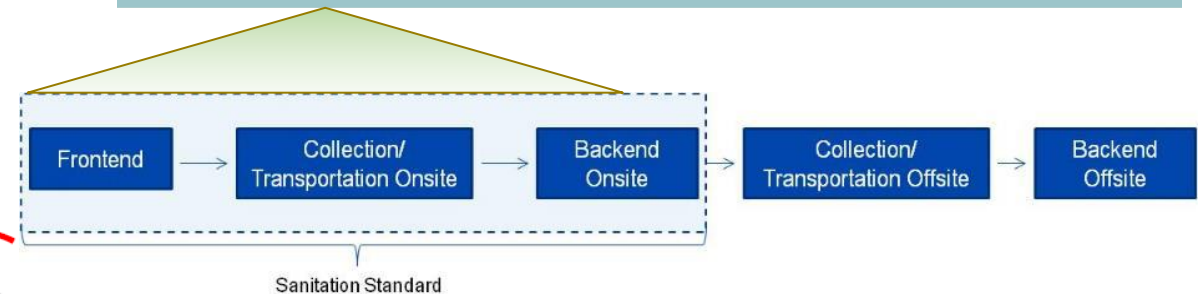 Frontend
Collection/
Transportation Onsite
Backend
Onsite
Collection/
Transportation Offsite
Backend
Offsite
Sanitation Standard